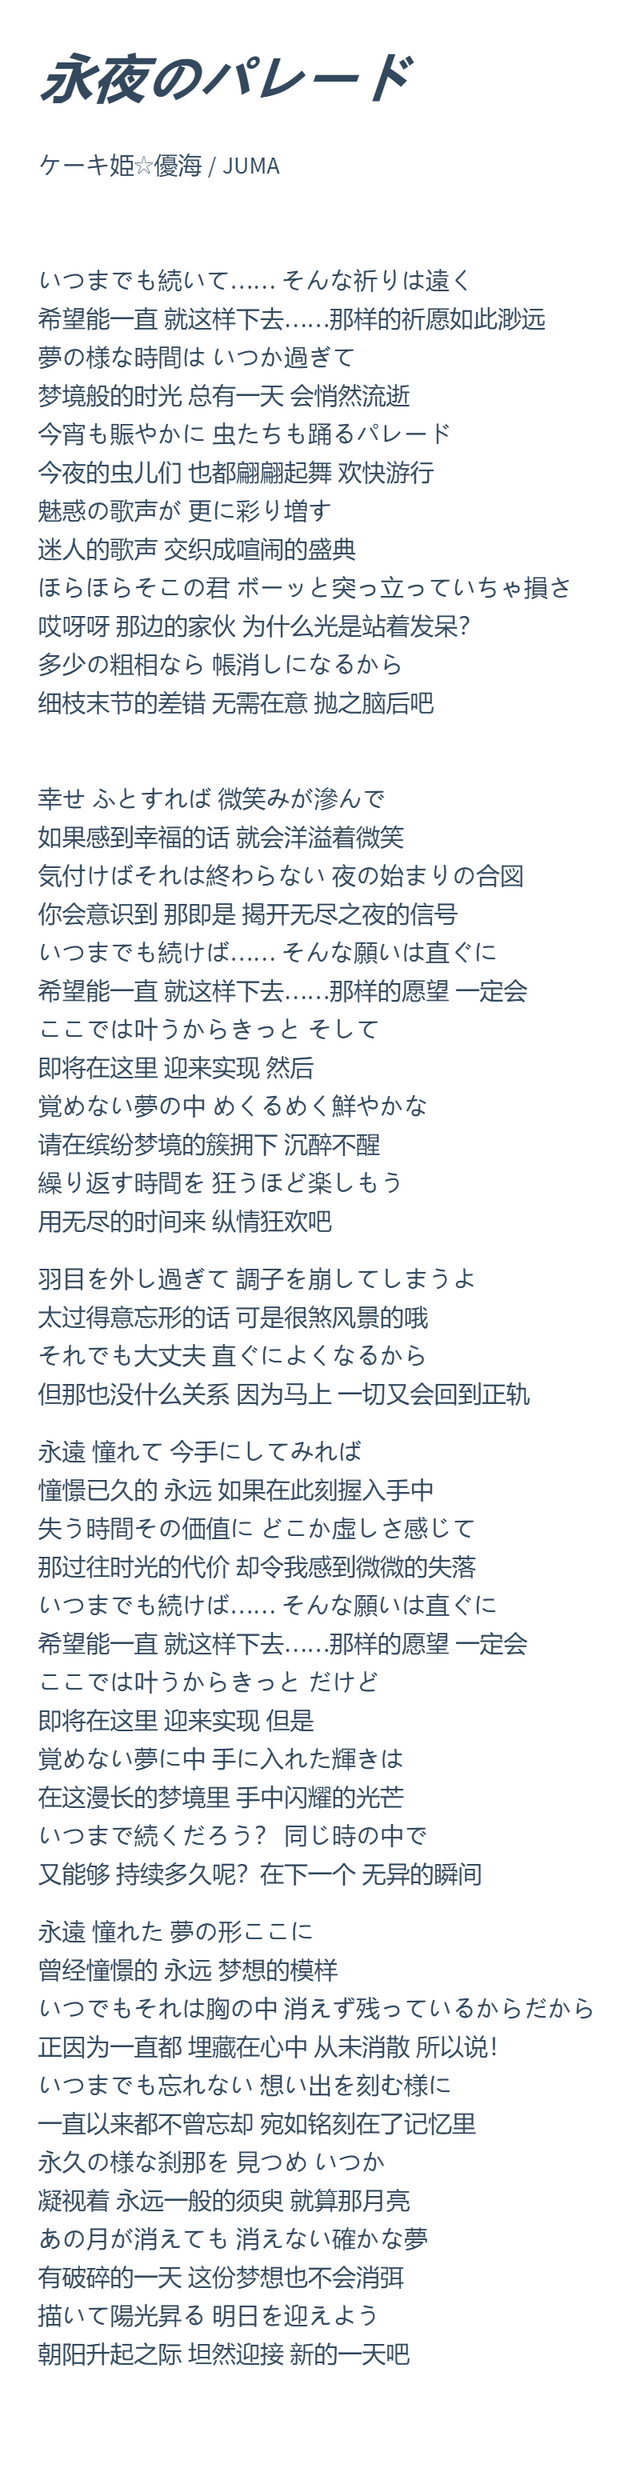 永夜のパレード
ケーキ姫☆優海 / JUMA
いつまでも続いて…… そんな祈りは遠く
希望能一直 就这样下去……那样的祈愿如此渺远
夢の様な時間は いつか過ぎて
梦境般的时光 总有一天 会悄然流逝
今宵も賑やかに 虫たちも踊るパレード
今夜的虫儿们 也都翩翩起舞 欢快游行
魅惑の歌声が 更に彩り増す
迷人的歌声 交织成喧闹的盛典
ほらほらそこの君 ボーッと突っ立っていちゃ損さ
哎呀呀 那边的家伙 为什么光是站着发呆？
多少の粗相なら 帳消しになるから
细枝末节的差错 无需在意 抛之脑后吧
幸せ ふとすれば 微笑みが滲んで
如果感到幸福的话 就会洋溢着微笑
気付けばそれは終わらない 夜の始まりの合図
你会意识到 那即是 揭开无尽之夜的信号
いつまでも続けば…… そんな願いは直ぐに
希望能一直 就这样下去……那样的愿望 一定会
ここでは叶うからきっと そして
即将在这里 迎来实现 然后
覚めない夢の中 めくるめく鮮やかな
请在缤纷梦境的簇拥下 沉醉不醒
繰り返す時間を 狂うほど楽しもう
用无尽的时间来 纵情狂欢吧
羽目を外し過ぎて 調子を崩してしまうよ
太过得意忘形的话 可是很煞风景的哦
それでも大丈夫 直ぐによくなるから
但那也没什么关系 因为马上 一切又会回到正轨
永遠 憧れて 今手にしてみれば
憧憬已久的 永远 如果在此刻握入手中
失う時間その価値に どこか虚しさ感じて
那过往时光的代价 却令我感到微微的失落
いつまでも続けば…… そんな願いは直ぐに
希望能一直 就这样下去……那样的愿望 一定会
ここでは叶うからきっと だけど
即将在这里 迎来实现 但是
覚めない夢に中 手に入れた輝きは
在这漫长的梦境里 手中闪耀的光芒
いつまで続くだろう？ 同じ時の中で
又能够 持续多久呢？在下一个 无异的瞬间
永遠 憧れた 夢の形ここに
曾经憧憬的 永远 梦想的模样
いつでもそれは胸の中 消えず残っているからだから
正因为一直都 埋藏在心中 从未消散 所以说！
いつまでも忘れない 想い出を刻む様に
一直以来都不曾忘却 宛如铭刻在了记忆里
永久の様な刹那を 見つめ いつか
凝视着 永远一般的须臾 就算那月亮
あの月が消えても 消えない確かな夢
有破碎的一天 这份梦想也不会消弭
描いて陽光昇る 明日を迎えよう
朝阳升起之际 坦然迎接 新的一天吧